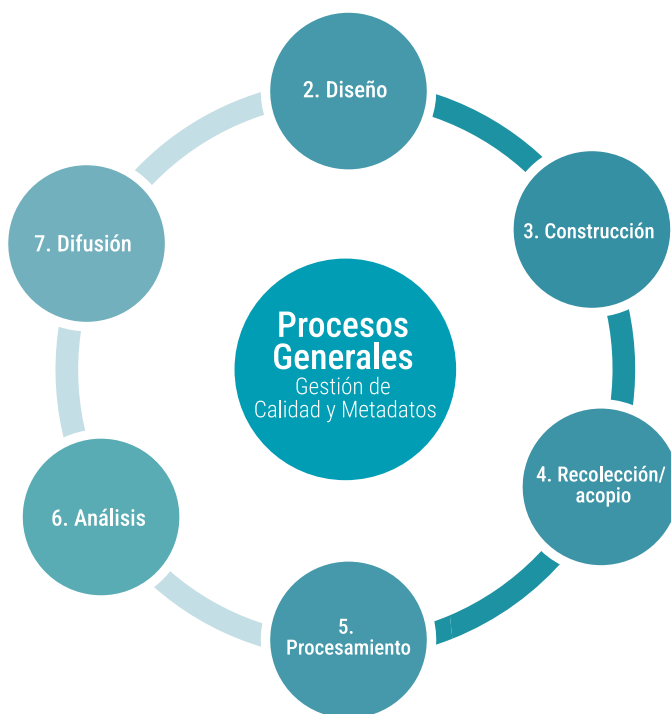 2. Diseño
3. Construcción
4. Recolección/
acopio
5.
Procesamiento
6. Análisis
7. Difusión
Procesos
Generales
Gestión de
Calidad y Metadatos